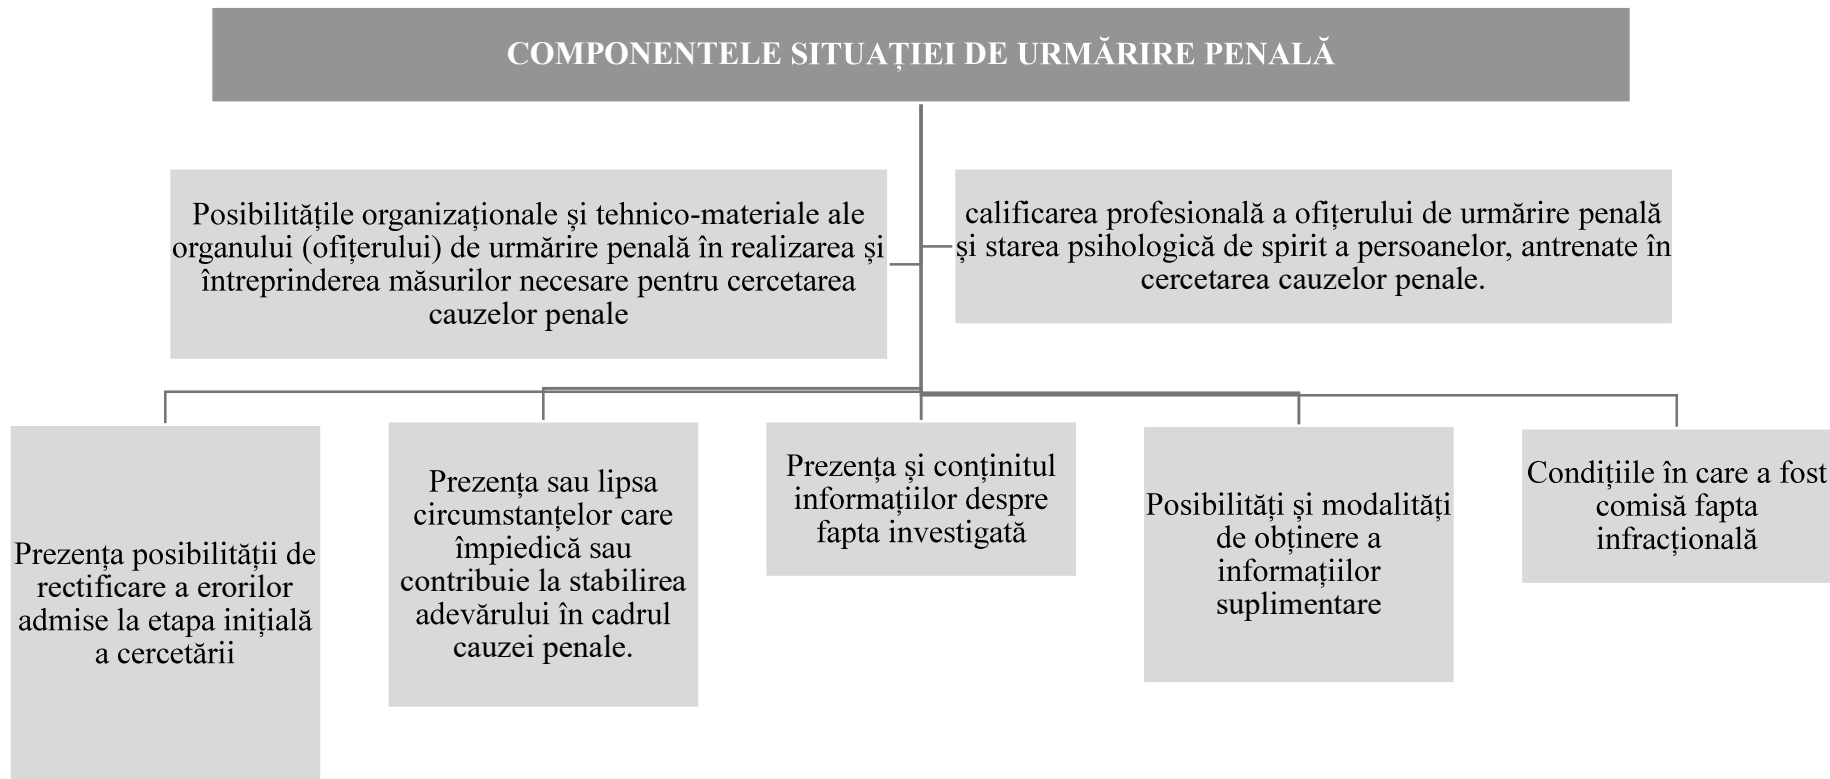 COMPONENTELE SITUAȚIEI DE URMĂRIRE PENALĂ
Posibilitățile organizaționale și tehnico-materiale ale
organului (ofițerului) de urmărire penală în realizarea și
întreprinderea măsurilor necesare pentru cercetarea
cauzelor penale
calificarea profesională a ofițerului de urmărire penală
și starea psihologică de spirit a persoanelor, antrenate în
cercetarea cauzelor penale.
Prezența posibilității de
rectificare a erorilor
admise la etapa inițială
a cercetării
Prezența sau lipsa
circumstanțelor care
împiedică sau
contribuie la stabilirea
adevărului în cadrul
cauzei penale.
Prezența și conținitul
informațiilor despre
fapta investigată
Posibilități și modalități
de obținere a
informațiilor
suplimentare
Condițiile în care a fost
comisă fapta
infracțională